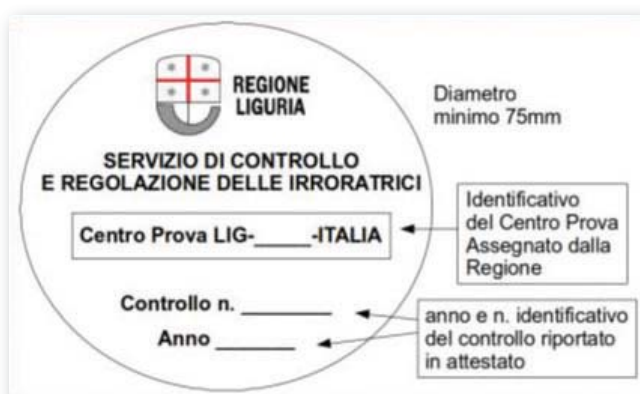 REGIONE
LIGURIA
Diametro
minimo 75mm
SERVIZIO DI CONTROLLO
E REGOLAZIONE DELLE IRRORATRICI
Centro Prova LIG-_____-ITALIA
Identificativo
del Centro Prova
Assegnato dalla
Regione
Controllo n. ________
Anno _______
anno e n. identificativo
del controllo riportato
in attestato